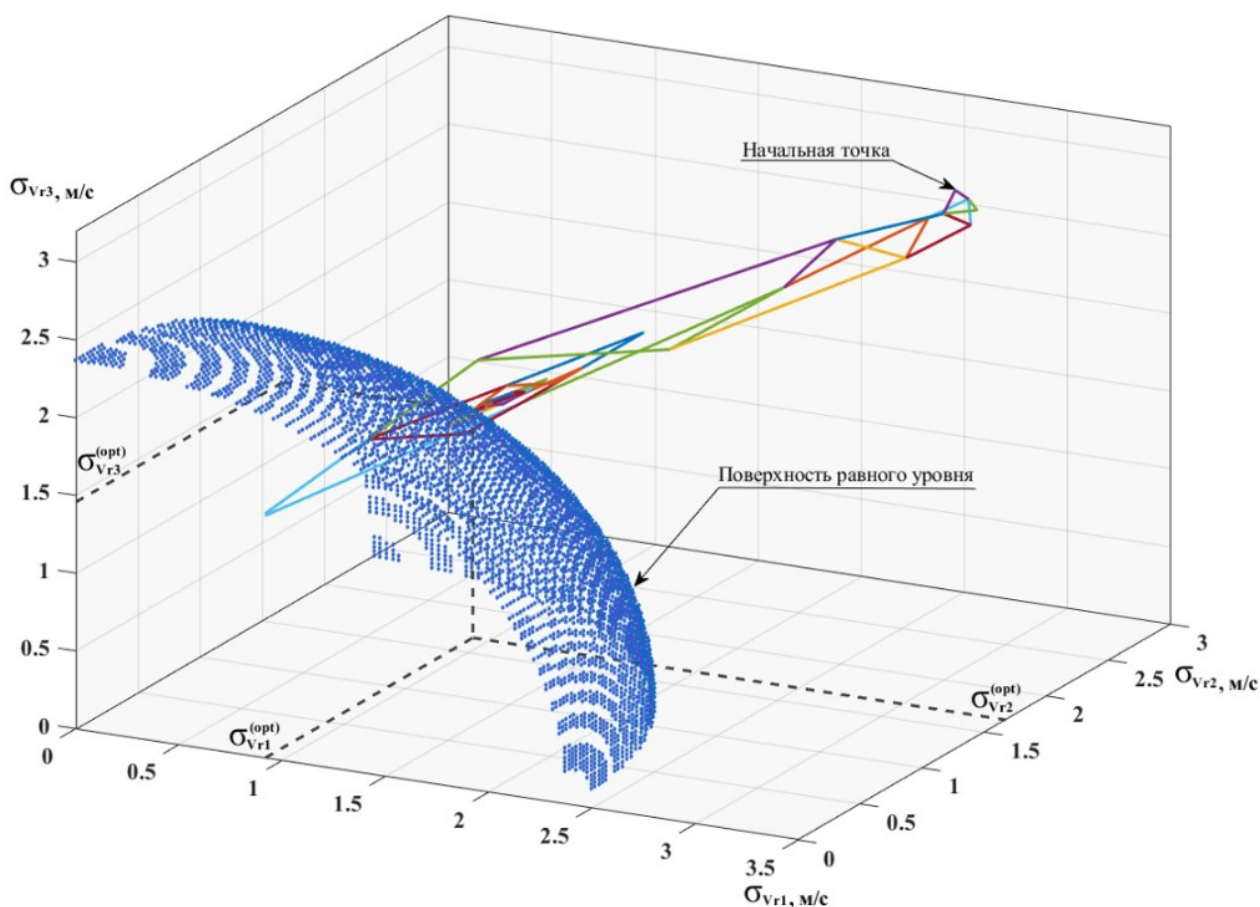 Начальная точка
σVr3, м/с
3
2.5
2
σVr3(opt)
1.5
Поверхность равного уровня
1
0.5
0
σVr1(opt)
σVr2(opt)
0
0.5
1
1.5
2
2.5
3
3.5
σVr1, м/с
0
0.5
1
1.5
2
2.5
3
σVr2, м/с